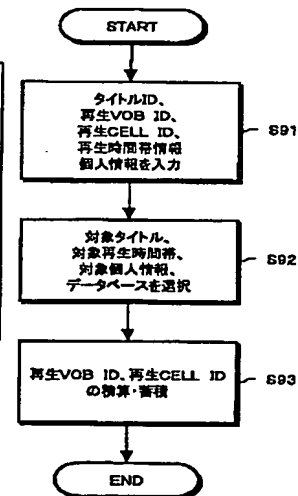 START
タイトルID、
再生VOB ID、
再生CELL ID、
再生時間帯情報
個人情報を入力
S91
対象タイトル、
対象再生時間帯、
対象個人情報、
データベースを選択
S92
再生VOB ID、再生CELL ID
の積算・蓄積
S93
END